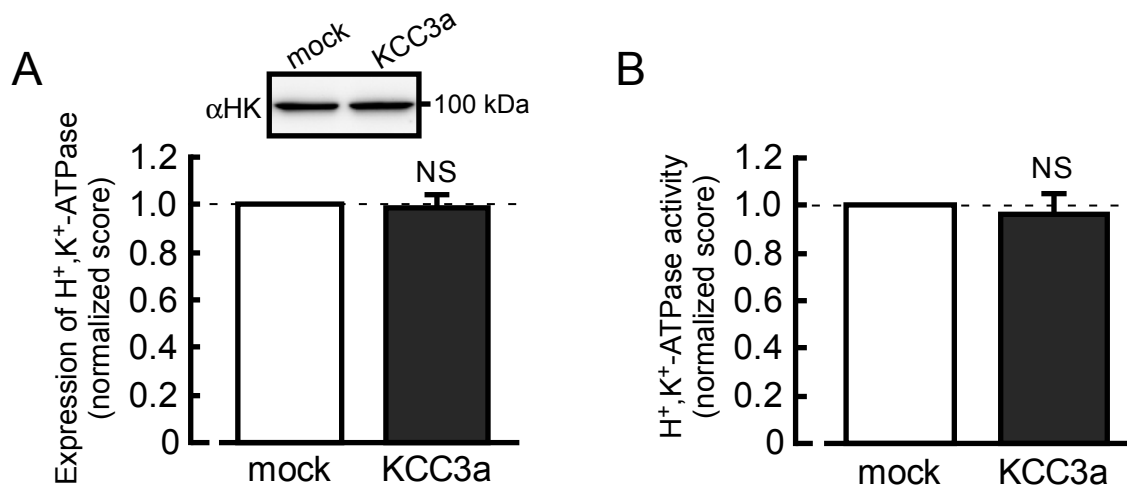 A
mock
KCC3a
αHK
100 kDa
Expression of H⁺,K⁺-ATPase
(normalized score)
1.2
1.0
0.8
0.6
0.4
0.2
0
NS
mock
KCC3a
B
H⁺,K⁺-ATPase activity
(normalized score)
1.2
1.0
0.8
0.6
0.4
0.2
0
NS
mock
KCC3a